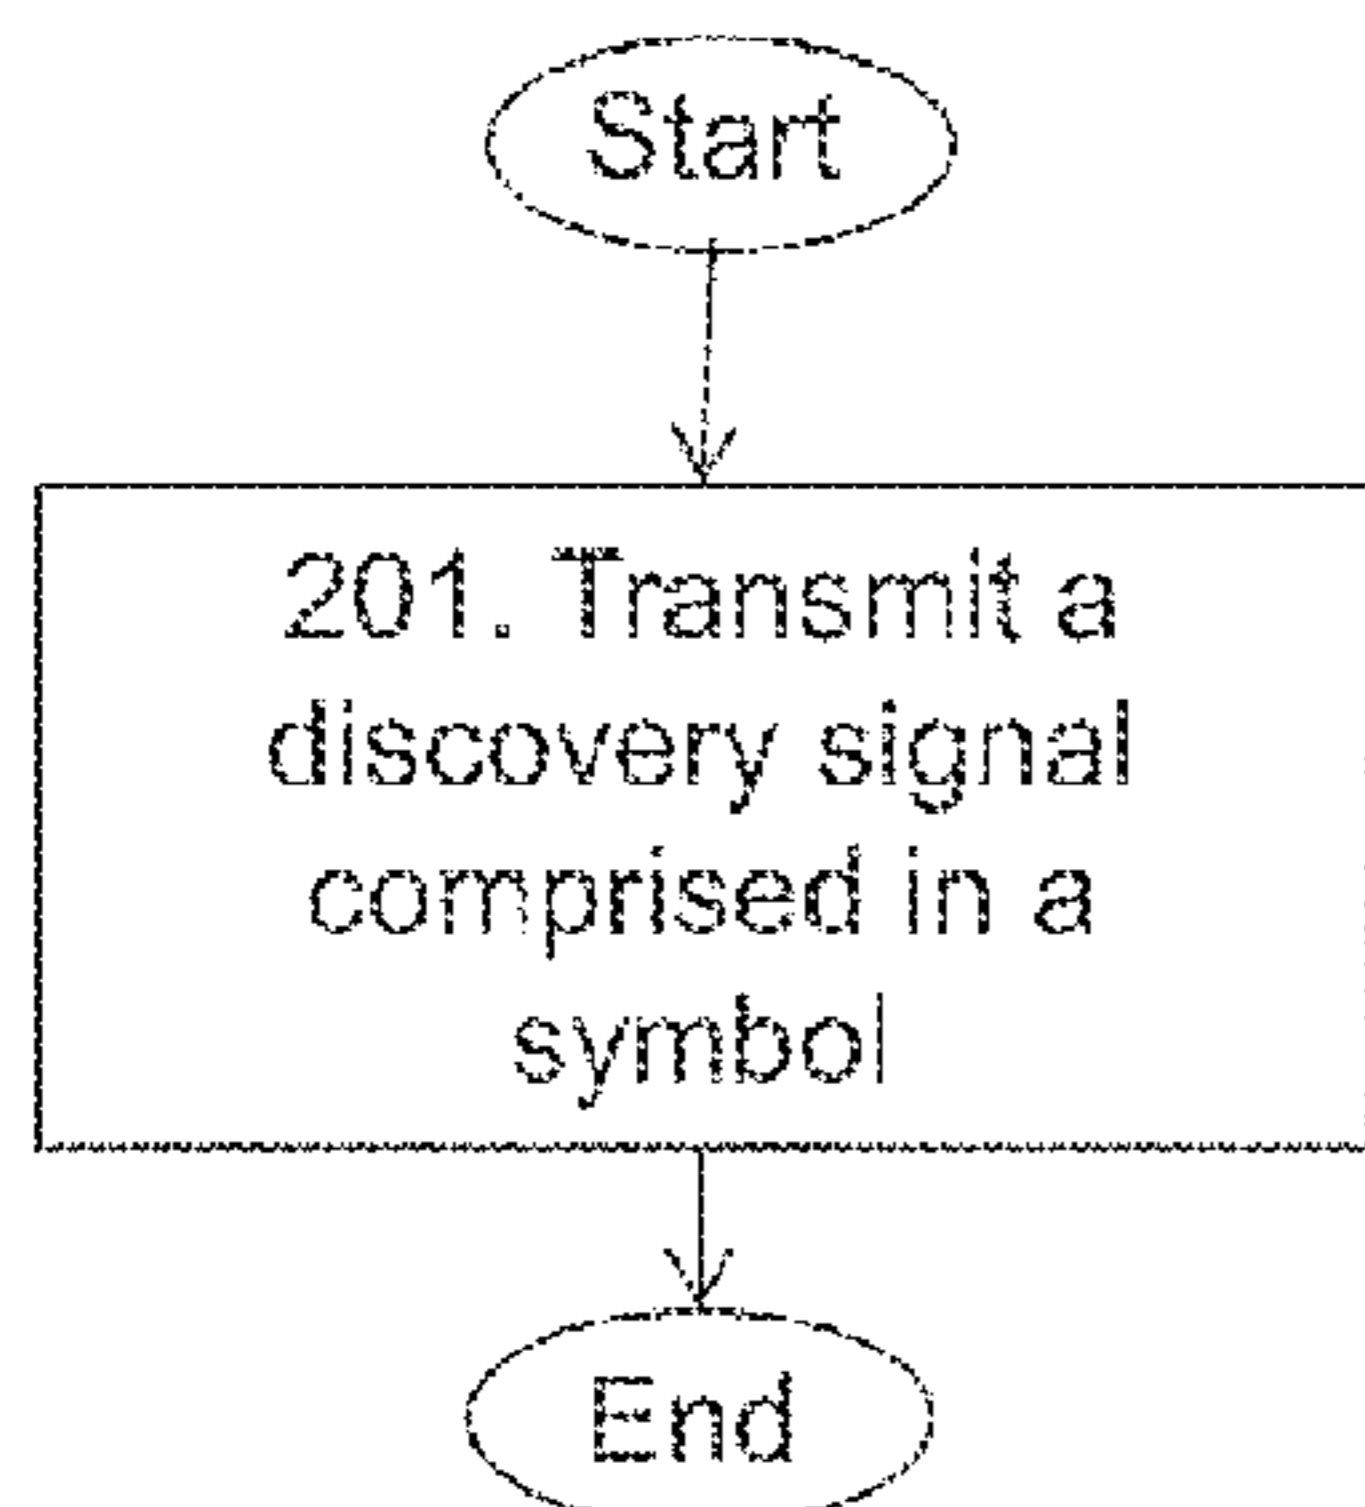 Start
201. Transmit a
discovery signal
comprised in a
symbol
End